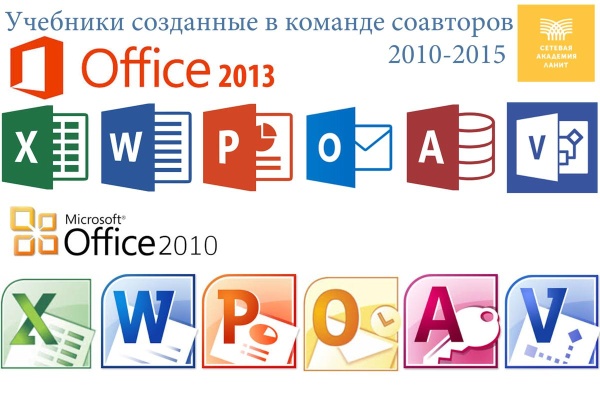 Учебники созданные в команде соавторов
2010-2015
СЕТЕВАЯ
АКАДЕМИЯ
ЛАНИТ
Office 2013
X W P O A V
Microsoft®
Office 2010
X W P O A V